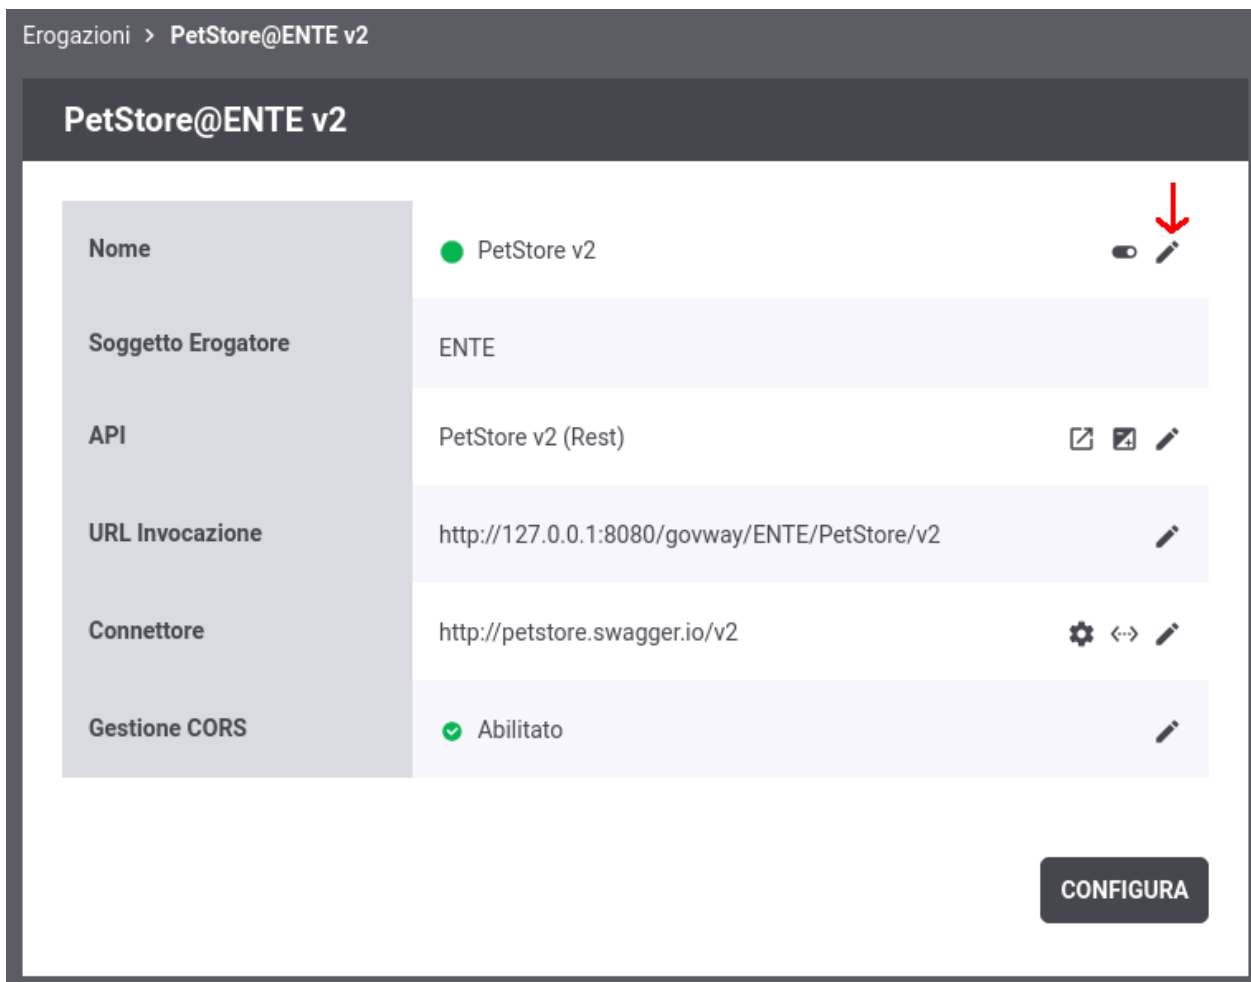 Erogazioni > PetStore@ENTE v2
PetStore@ENTE v2
Nome PetStore v2
Soggetto Erogatore ENTE
API PetStore v2 (Rest)
URL Invocazione http://127.0.0.1:8080/govway/ENTE/PetStore/v2
Connettore http://petstore.swagger.io/v2
Gestione CORS Abilitato
CONFIGURA